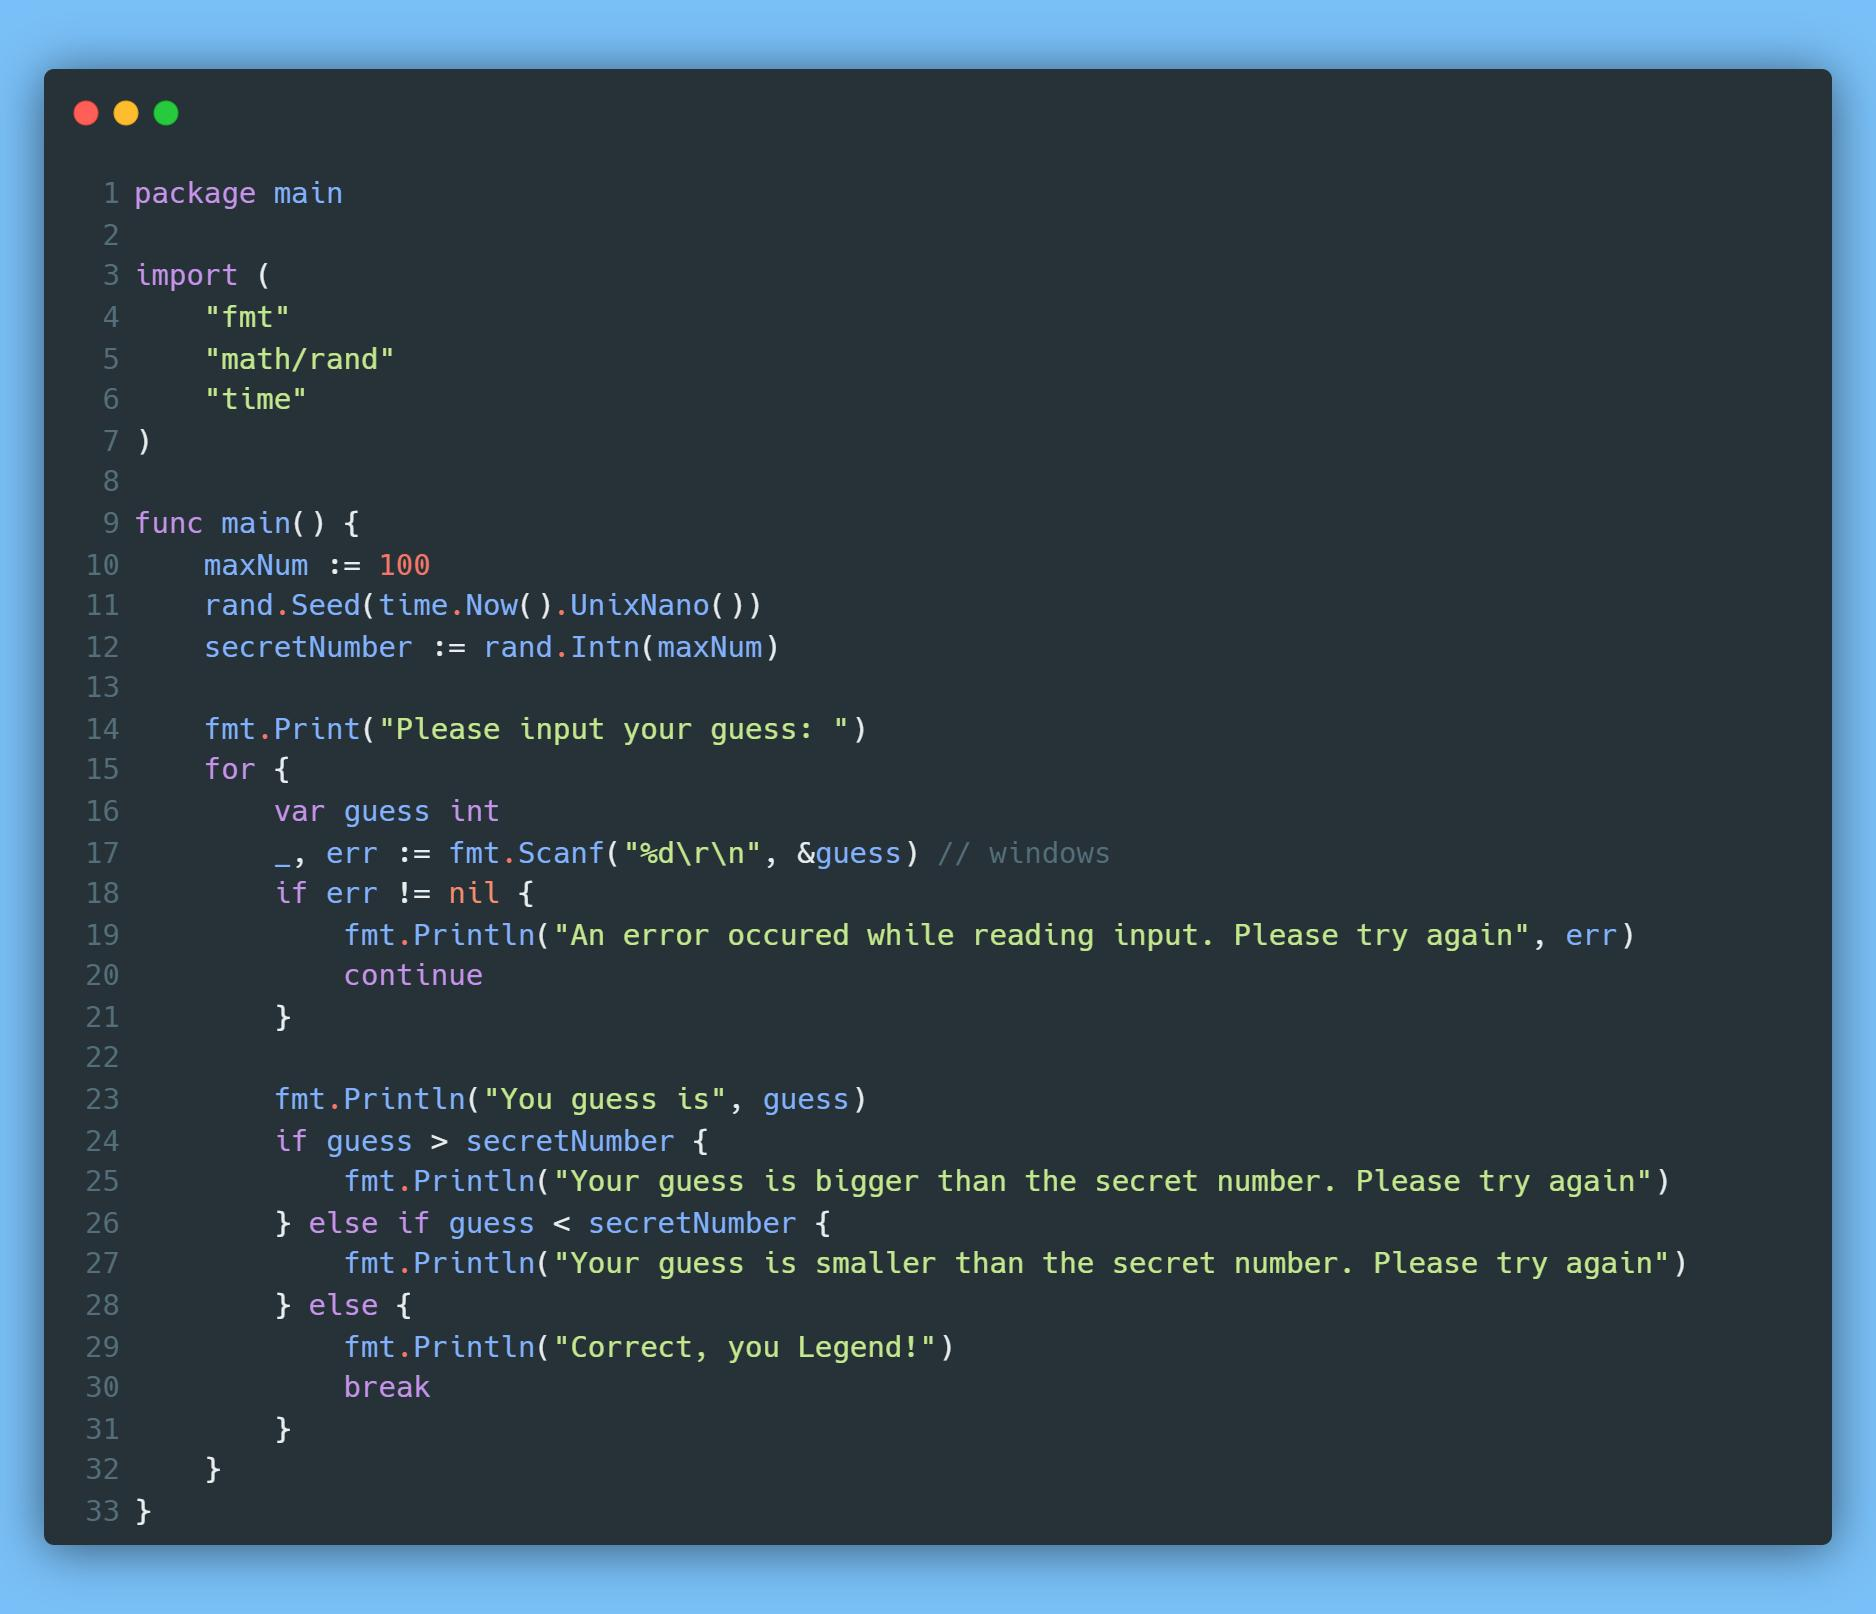 1 package main
2
3 import (
4     "fmt"
5     "math/rand"
6     "time"
7 )
8
9 func main() {
10     maxNum := 100
11     rand.Seed(time.Now().UnixNano())
12     secretNumber := rand.Intn(maxNum)
13
14     fmt.Print("Please input your guess: ")
15     for {
16         var guess int
17         _, err := fmt.Scanf("%d\r\n", &guess) // windows
18         if err != nil {
19             fmt.Println("An error occured while reading input. Please try again", err)
20             continue
21         }
22
23         fmt.Println("You guess is", guess)
24         if guess > secretNumber {
25             fmt.Println("Your guess is bigger than the secret number. Please try again")
26         } else if guess < secretNumber {
27             fmt.Println("Your guess is smaller than the secret number. Please try again")
28         } else {
29             fmt.Println("Correct, you Legend!")
30             break
31         }
32     }
33 }